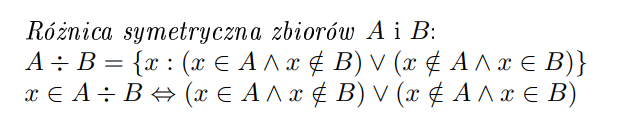 Różnica symetryczna zbiorów A i B:
A ÷ B = {x : (x ∈ A ∧ x ∉ B) ∨ (x ∉ A ∧ x ∈ B)}
x ∈ A ÷ B ⇔ (x ∈ A ∧ x ∉ B) ∨ (x ∉ A ∧ x ∈ B)